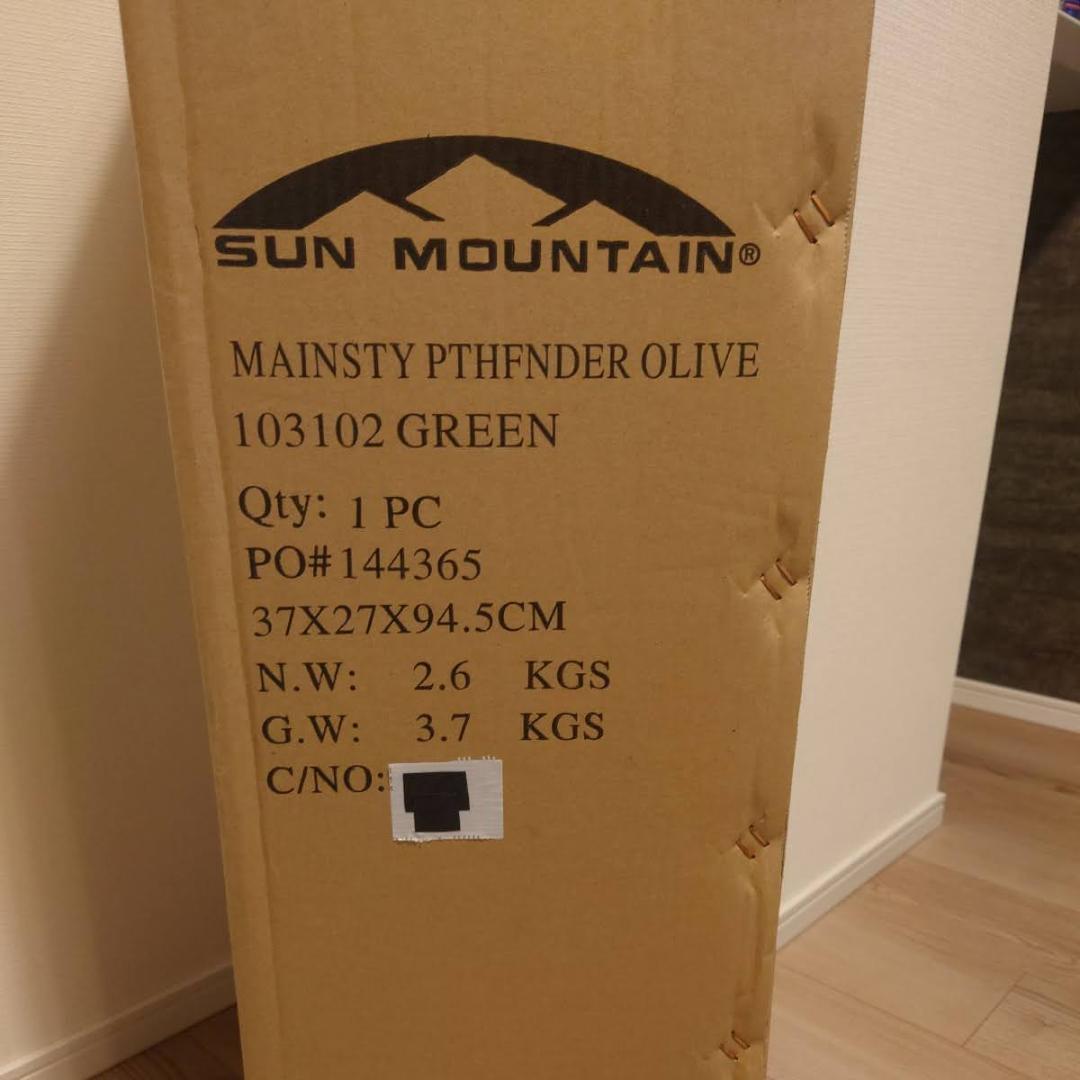 SUN MOUNTAIN®
MAINSTY PTHFNDER OLIVE
103102 GREEN
Qty: 1 PC
PO#144365
37X27X94.5CM
N.W: 2.6 KGS
G.W: 3.7 KGS
C/NO: